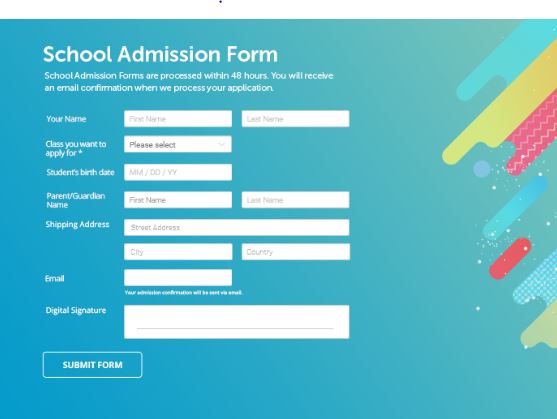 School Admission Form
School Admission Forms are processed within 48 hours. You will receive
an email confirmation when we process your application.
Your Name
First Name
Last Name
Class you want to
apply for *
Please select
Student's birth date
MM / DD / YY
Parent/Guardian
Name
First Name
Last Name
Shipping Address
Street Address
City
Country
Email
Your admission confirmation will be sent via email.
Digital Signature
SUBMIT FORM